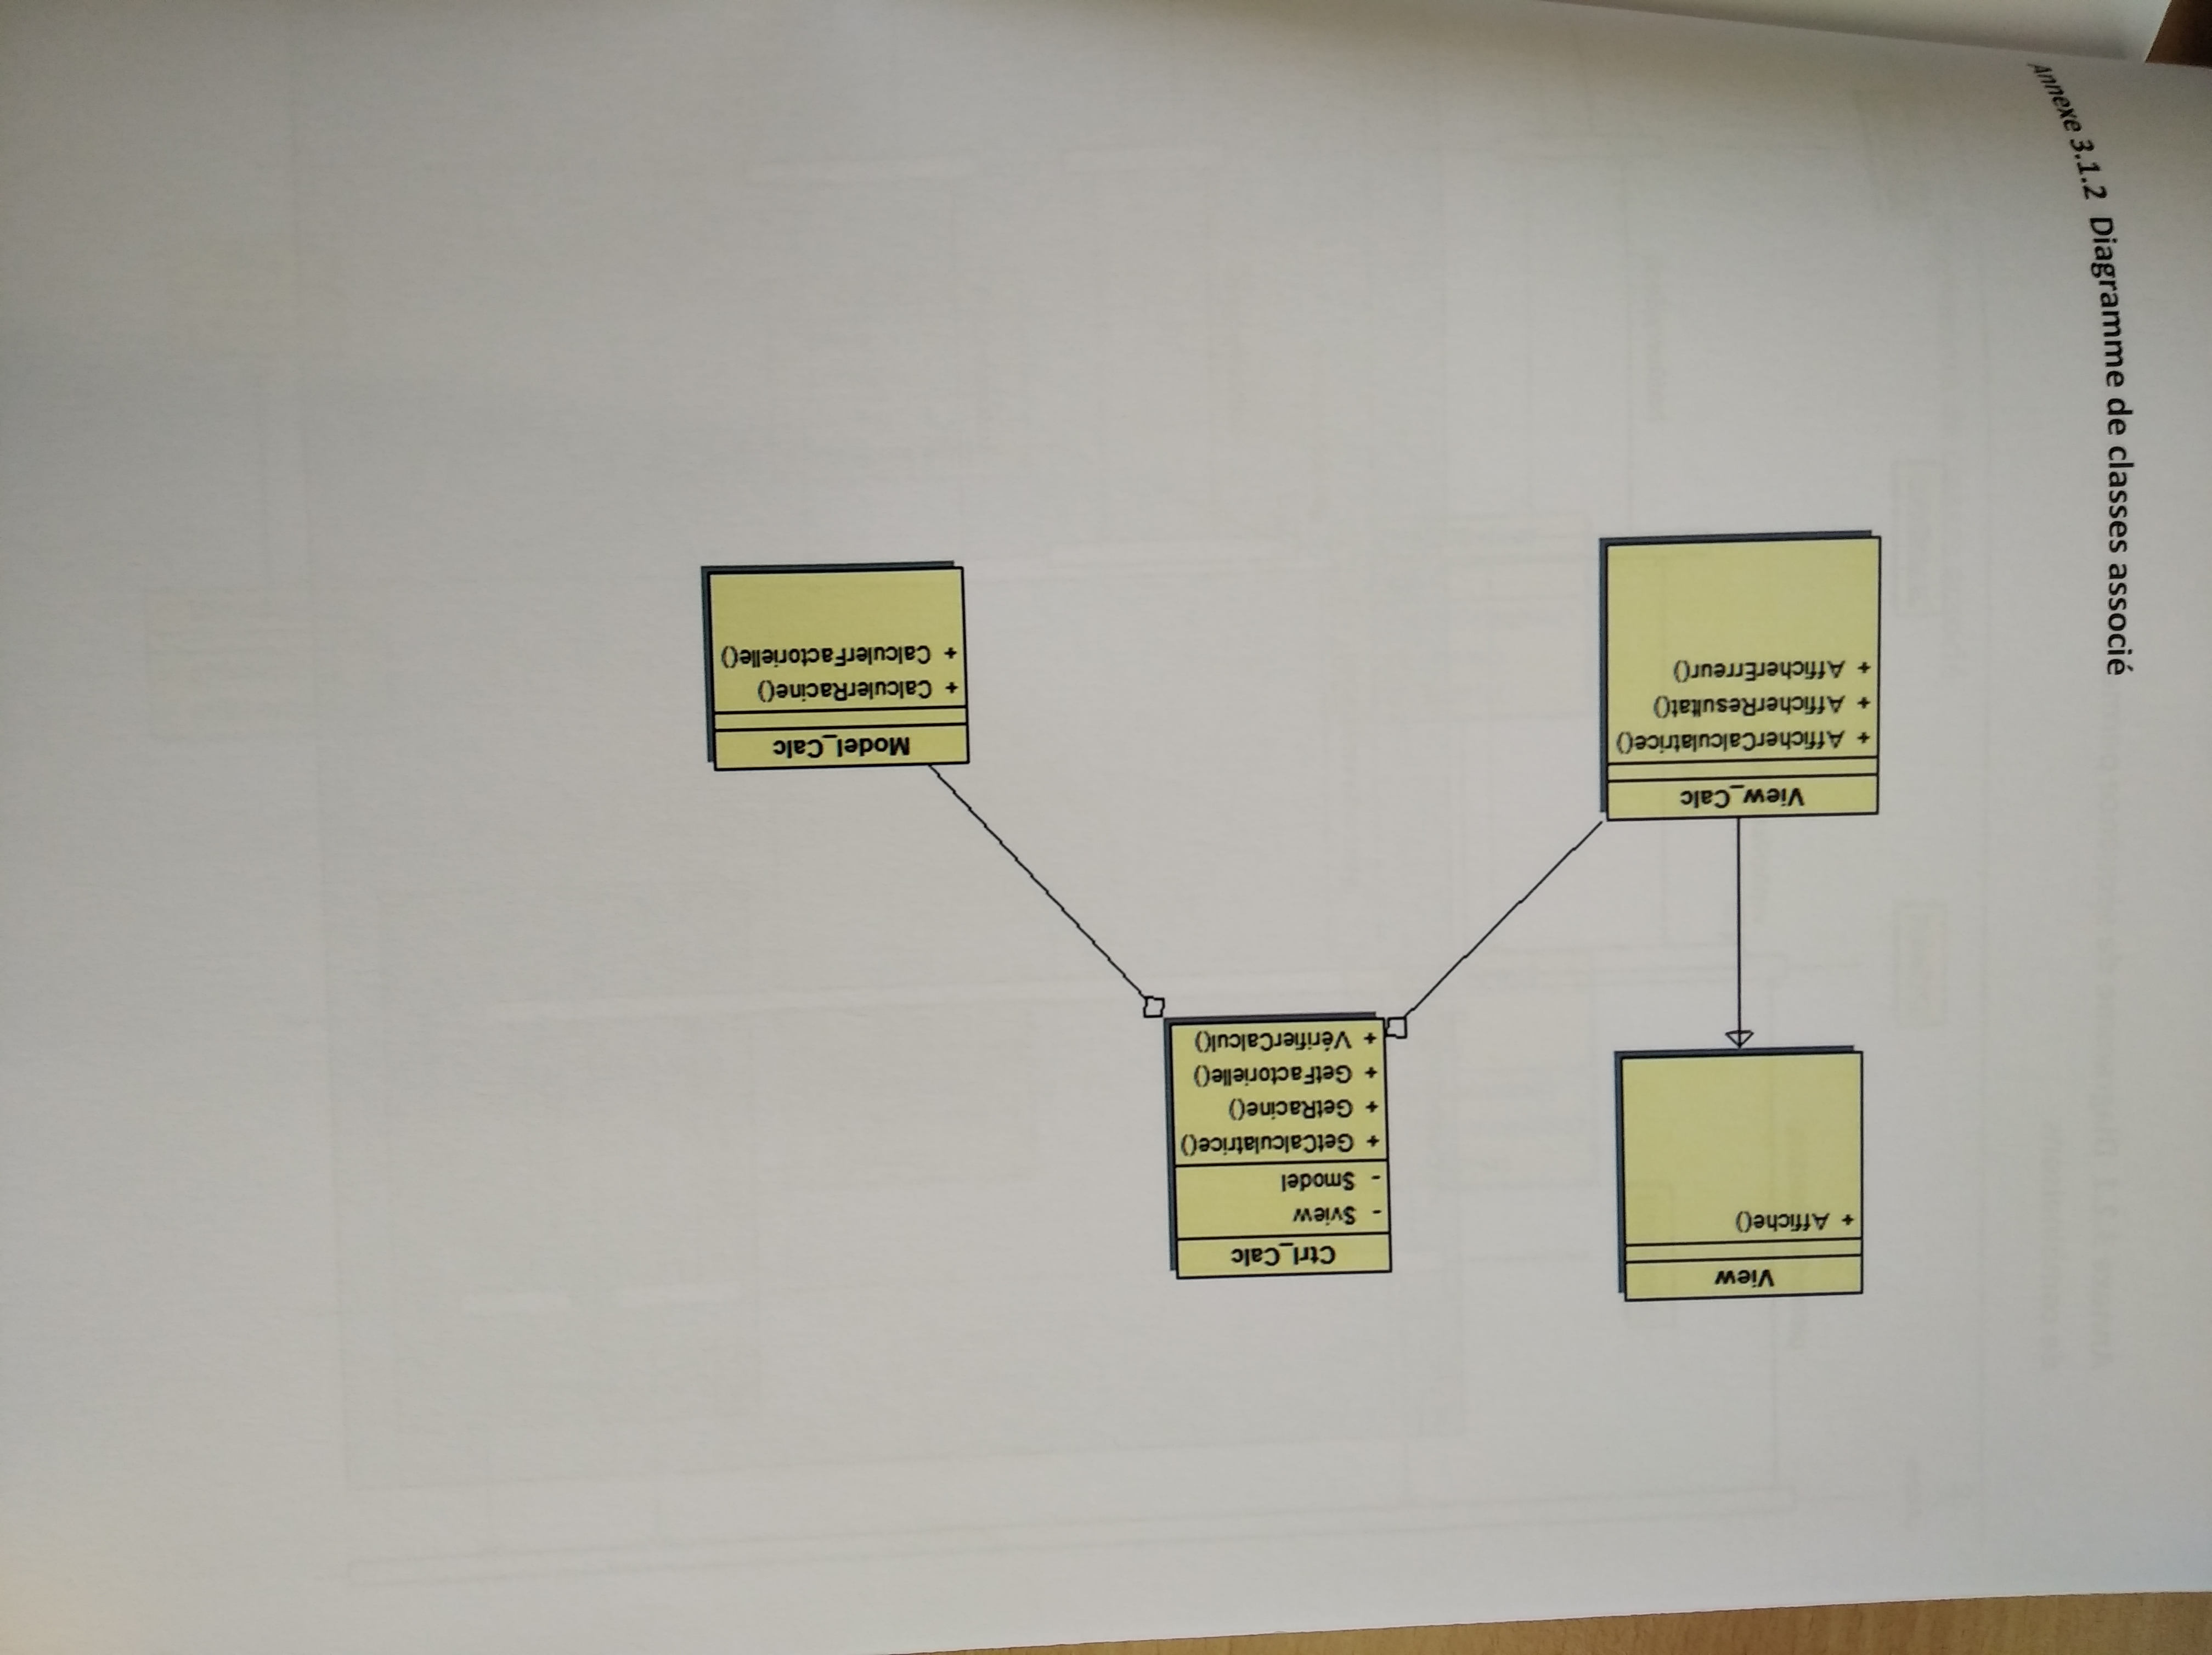 Annexe 3.1.2 Diagramme de classes associé
View
+ Affiche()
Ctrl_Calc
- $view
- $model
+ GetCalculatrice()
+ GetRacine()
+ GetFactorielle()
+ VérifierCalcul()
View_Calc
+ AfficherCalculatrice()
+ AfficherResultat()
+ AfficherErreur()
Model_Calc
+ CalculerRacine()
+ CalculerFactorielle()